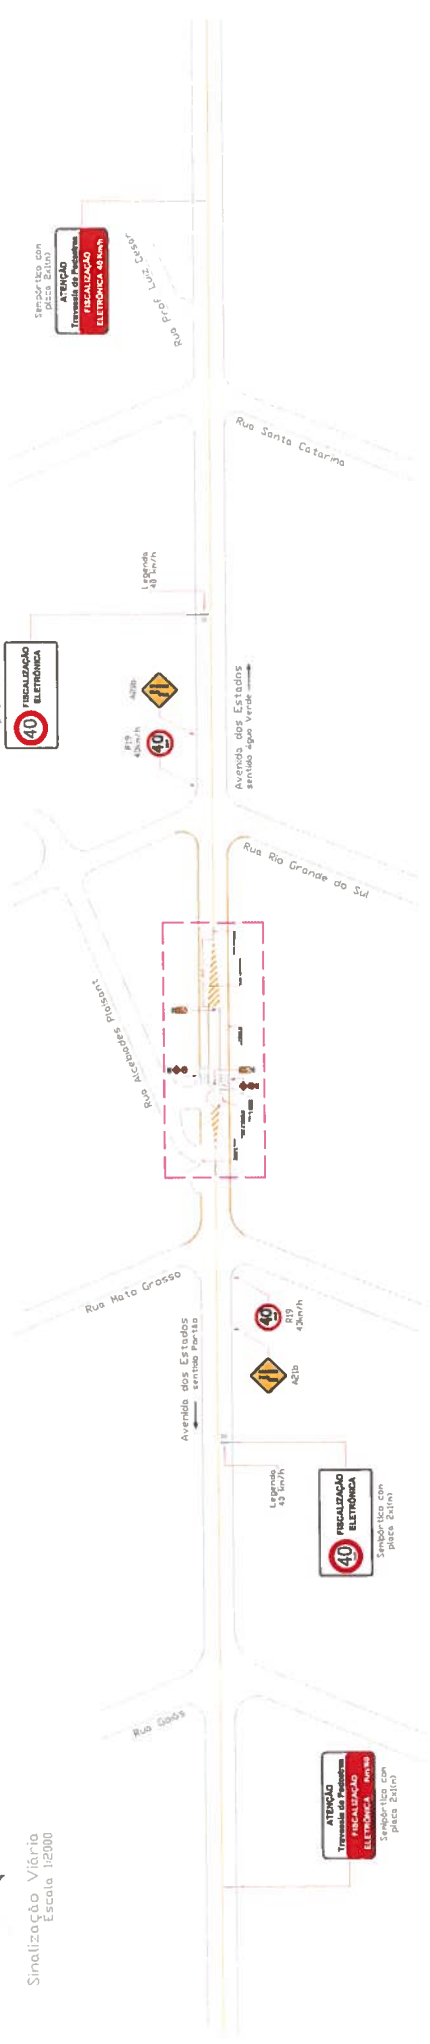 Semipórtico com
placa 2x1(m)
ATENÇÃO
Travessia de Pedestres
FISCALIZAÇÃO
ELETRÔNICA 40 Km/h
Rua Prof Luiz Cesar
Rua Santa Catarina
Legenda
40 km/h
40 FISCALIZAÇÃO
ELETRÔNICA
A21b
R19
40km/h
40
Avenida dos Estados
sentido Água Verde
Rua Rio Grande do Sul
Rua Alcebíades Plaisant
Rua Mato Grosso
Avenida dos Estados
sentido Portão
40
R19
40km/h
A21b
Legenda
40 km/h
40 FISCALIZAÇÃO
ELETRÔNICA
Semipórtico com
placa 2x1(m)
Rua Goiás
ATENÇÃO
Travessia de Pedestres
FISCALIZAÇÃO
ELETRÔNICA
Semipórtico com
placa 2x1(m)
Sinalização Viária
Escala 1:2000